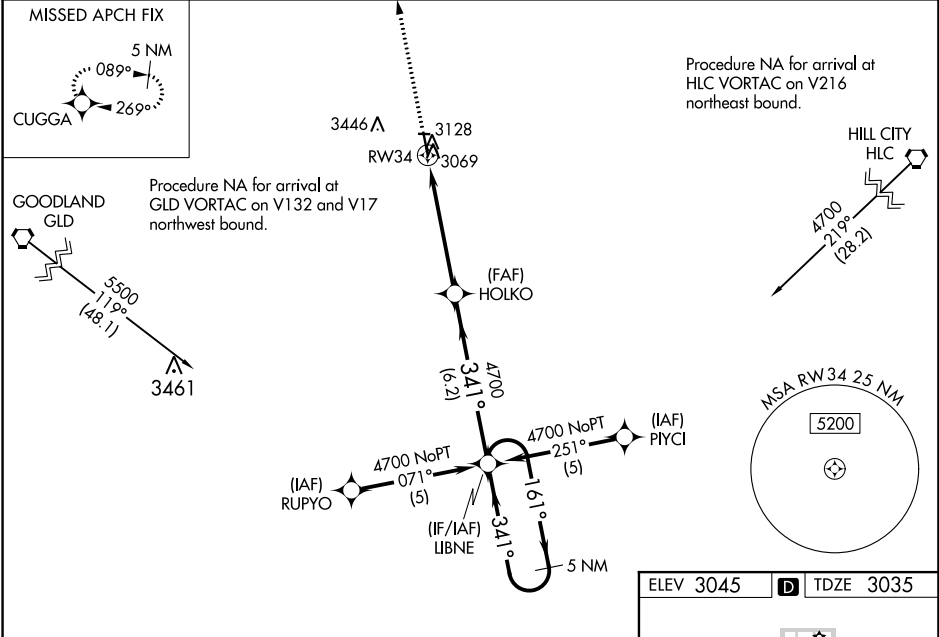 MISSED APCH FIX
5 NM
089°
269°
CUGGA
Procedure NA for arrival at
HLC VORTAC on V216
northeast bound.
3446
3128
RW34
3069
HILL CITY
HLC
4700
219°
(28.2)
Procedure NA for arrival at
GLD VORTAC on V132 and V17
northwest bound.
GOODLAND
GLD
5500
119°
(48.1)
3461
(FAF)
HOLKO
4700
341°
(6.2)
MSA RW34 25 NM
5200
4700 NoPT
251°
(5)
(IAF)
PIYCI
4700 NoPT
071°
(5)
(IAF)
RUPYO
(IF/IAF)
LIBNE
341°
161°
5 NM
ELEV 3045
D
TDZE 3035